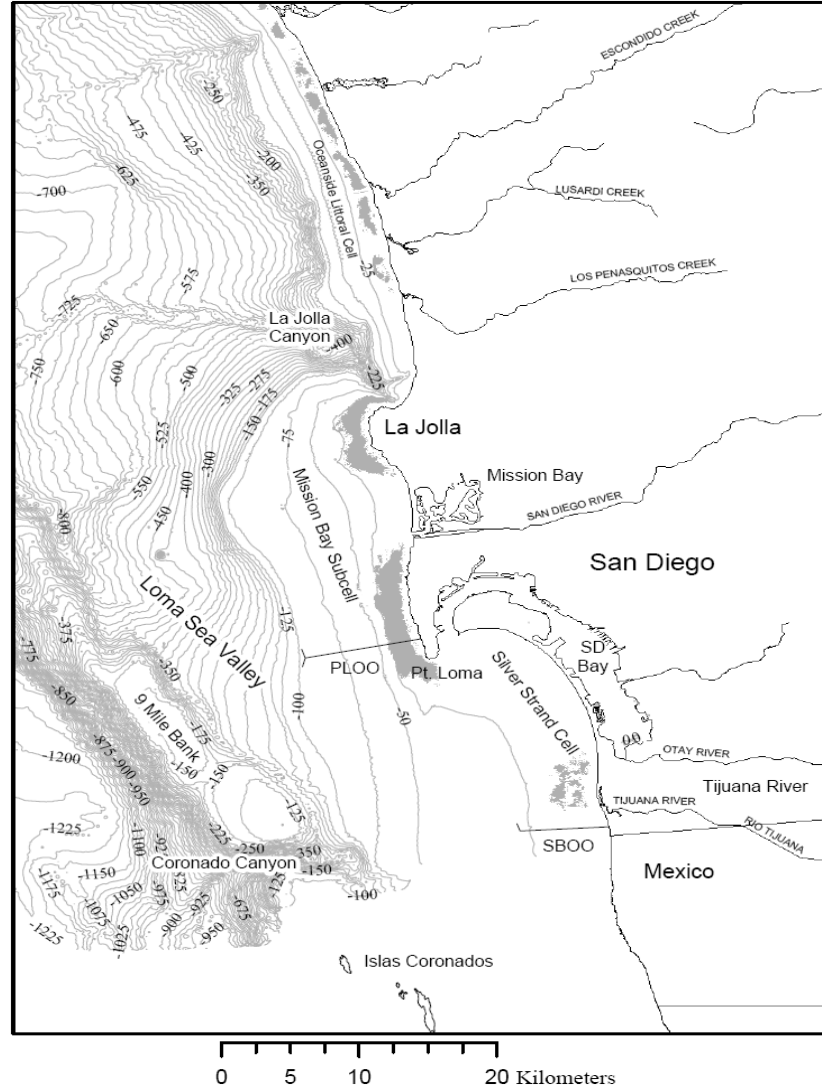 ESCONDIDO CREEK
-250
-475
-425
Oceanside Littoral Cell
-200
-625
-350
-700
LUSARDI CREEK
-25
LOS PENASQUITOS CREEK
-575
-725
La Jolla
Canyon
-650
-400
-750
-600
-500
-225
-325
-275
-175
-150
-75
La Jolla
-525
-300
Mission Bay
-550
-400
Mission Bay Subcell
SAN DIEGO RIVER
-800
-450
San Diego
Loma Sea Valley
-125
-375
SD
Bay
-775
-350
PLOO
Pt. Loma
Silver Strand Cell
-850
9 Mile Bank
-175
-100
-50
-875
-1200
-900
-150
-150
OTAY RIVER
-950
Tijuana River
-125
TIJUANA RIVER
RIO TIJUANA
-1225
-1100
-225
-250
350
SBOO
Coronado Canyon
-150
Mexico
-1150
-1175
-1050
-975
-925
-125
-100
-675
-1075
-900
-1225
-1025
-950
Islas Coronados
0 5 10 20 Kilometers